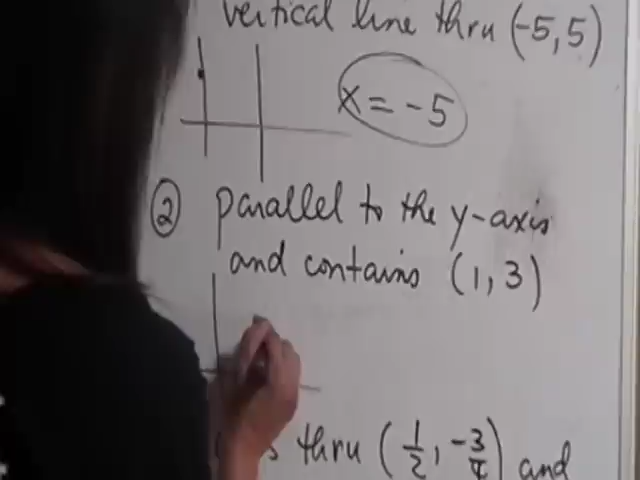 vertical line thru (-5, 5)
x = -5
② parallel to the y-axis
and contains (1, 3)
thru (1/2, -3/4) and